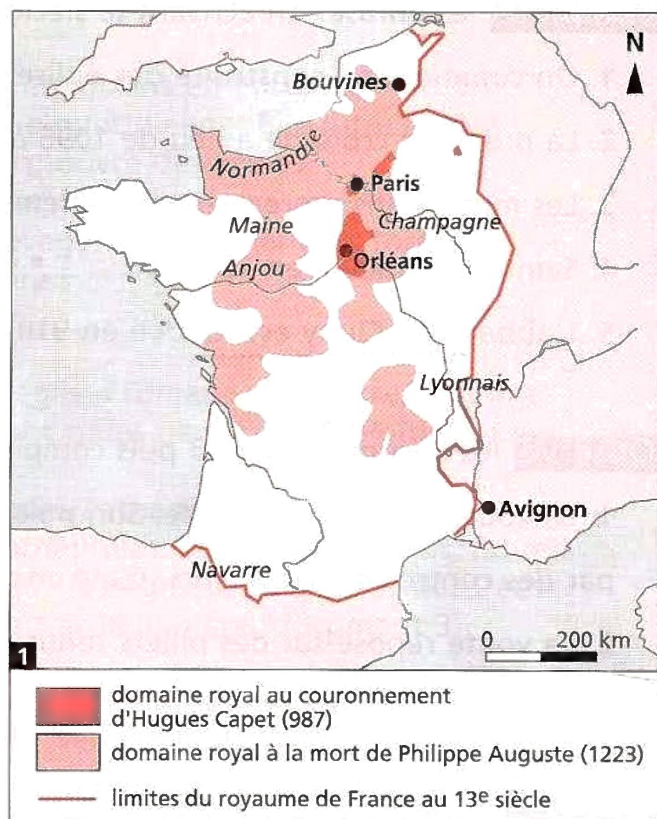 N
Bouvines
Normandie
Paris
Maine
Champagne
Anjou
Orléans
Lyonnais
Avignon
Navarre
0 200 km
1
domaine royal au couronnement
d'Hugues Capet (987)
domaine royal à la mort de Philippe Auguste (1223)
limites du royaume de France au 13e siècle